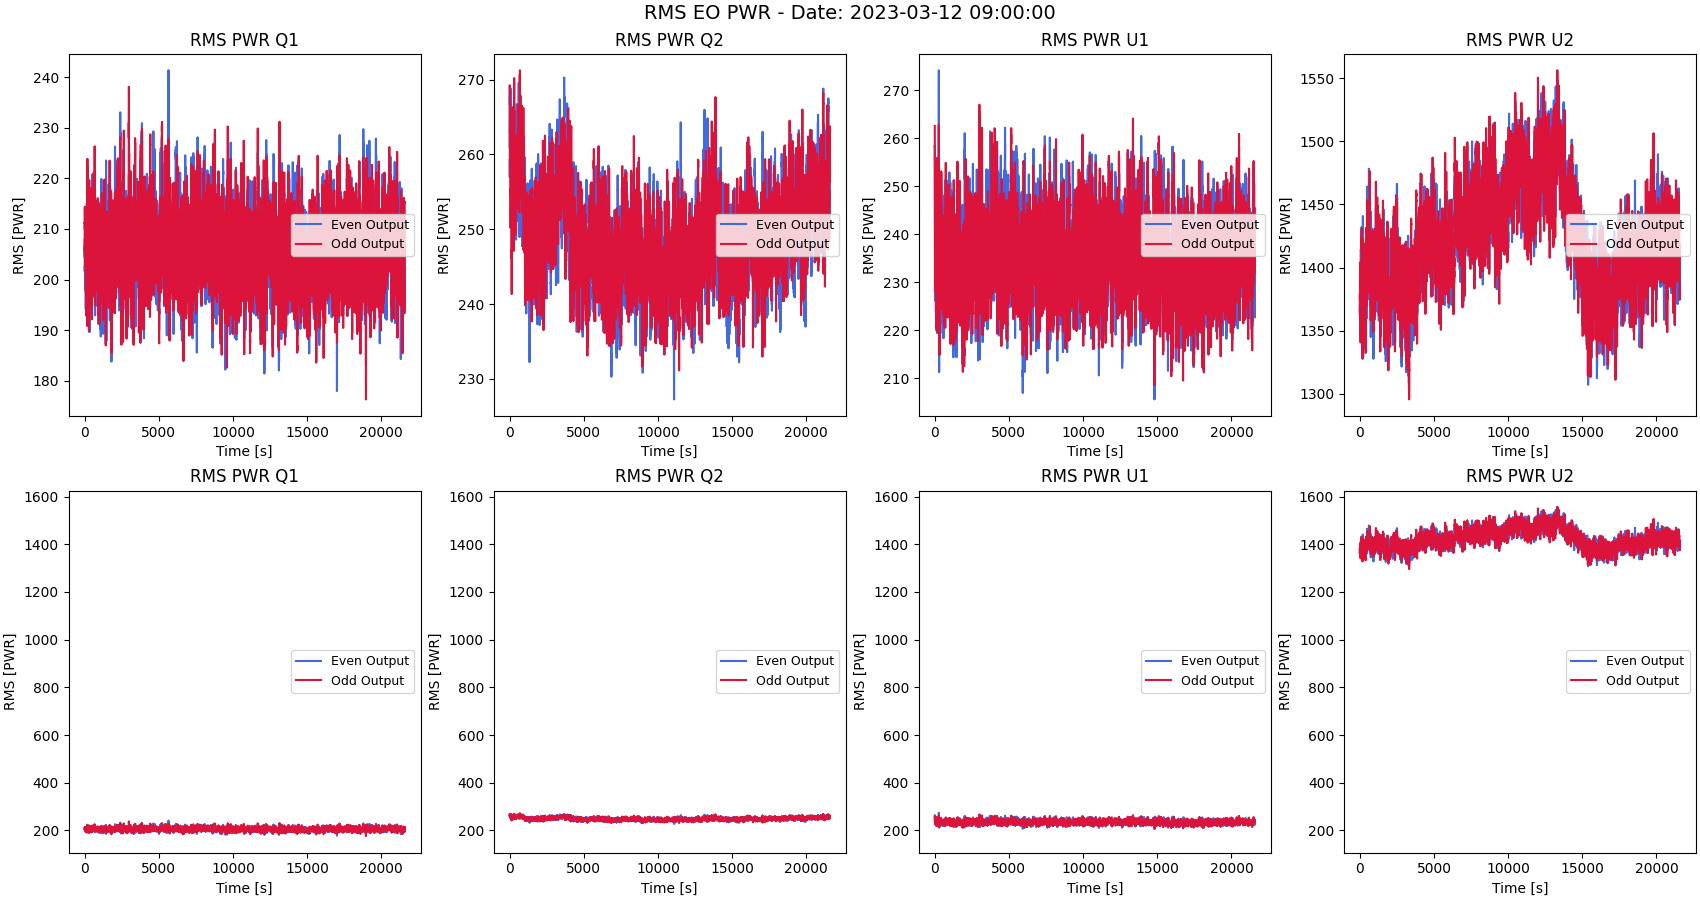 RMS EO PWR - Date: 2023-03-12 09:00:00
RMS PWR Q1
RMS [PWR]
240
230
220
210
200
190
180
0 5000 10000 15000 20000
Time [s]
Even Output
Odd Output
RMS PWR Q2
RMS [PWR]
270
260
250
240
230
0 5000 10000 15000 20000
Time [s]
Even Output
Odd Output
RMS PWR U1
RMS [PWR]
270
260
250
240
230
220
210
0 5000 10000 15000 20000
Time [s]
Even Output
Odd Output
RMS PWR U2
RMS [PWR]
1550
1500
1450
1400
1350
1300
0 5000 10000 15000 20000
Time [s]
Even Output
Odd Output
RMS PWR Q1
RMS [PWR]
1600
1400
1200
1000
800
600
400
200
0 5000 10000 15000 20000
Time [s]
Even Output
Odd Output
RMS PWR Q2
RMS [PWR]
1600
1400
1200
1000
800
600
400
200
0 5000 10000 15000 20000
Time [s]
Even Output
Odd Output
RMS PWR U1
RMS [PWR]
1600
1400
1200
1000
800
600
400
200
0 5000 10000 15000 20000
Time [s]
Even Output
Odd Output
RMS PWR U2
RMS [PWR]
1600
1400
1200
1000
800
600
400
200
0 5000 10000 15000 20000
Time [s]
Even Output
Odd Output